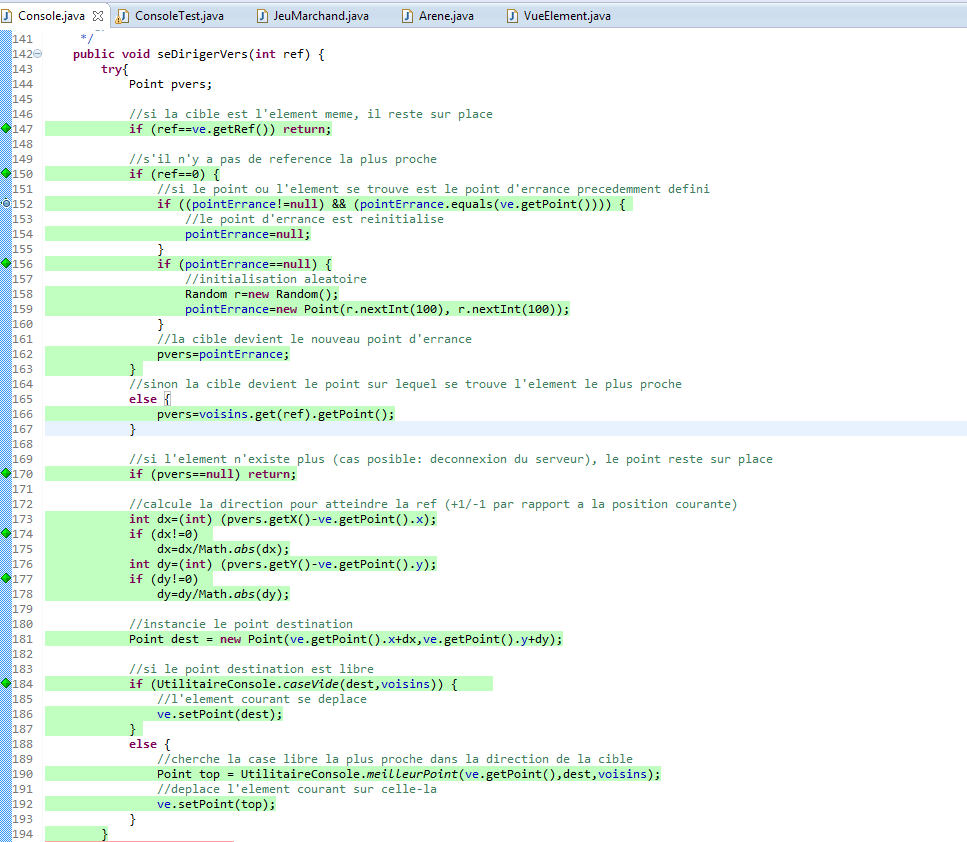 Console.java ConsoleTest.java JeuMarchand.java Arene.java VueElement.java
141 */
142 public void seDirigerVers(int ref) {
143 try{
144 Point pvers;
145
146 //si la cible est l'element meme, il reste sur place
147 if (ref==ve.getRef()) return;
148
149 //s'il n'y a pas de reference la plus proche
150 if (ref==0) {
151 //si le point ou l'element se trouve est le point d'errance precedemment defini
152 if ((pointErrance!=null) && (pointErrance.equals(ve.getPoint()))) {
153 //le point d'errance est reinitialise
154 pointErrance=null;
155 }
156 if (pointErrance==null) {
157 //initialisation aleatoire
158 Random r=new Random();
159 pointErrance=new Point(r.nextInt(100), r.nextInt(100));
160 }
161 //la cible devient le nouveau point d'errance
162 pvers=pointErrance;
163 }
164 //sinon la cible devient le point sur lequel se trouve l'element le plus proche
165 else {
166 pvers=voisins.get(ref).getPoint();
167 }
168
169 //si l'element n'existe plus (cas posible: deconnexion du serveur), le point reste sur place
170 if (pvers==null) return;
171
172 //calcule la direction pour atteindre la ref (+1/-1 par rapport a la position courante)
173 int dx=(int) (pvers.getX()-ve.getPoint().x);
174 if (dx!=0)
175 dx=dx/Math.abs(dx);
176 int dy=(int) (pvers.getY()-ve.getPoint().y);
177 if (dy!=0)
178 dy=dy/Math.abs(dy);
179
180 //instancie le point destination
181 Point dest = new Point(ve.getPoint().x+dx,ve.getPoint().y+dy);
182
183 //si le point destination est libre
184 if (UtilitaireConsole.caseVide(dest,voisins)) {
185 //l'element courant se deplace
186 ve.setPoint(dest);
187 }
188 else {
189 //cherche la case libre la plus proche dans la direction de la cible
190 Point top = UtilitaireConsole.meilleurPoint(ve.getPoint(),dest,voisins);
191 //deplace l'element courant sur celle-la
192 ve.setPoint(top);
193 }
194 }